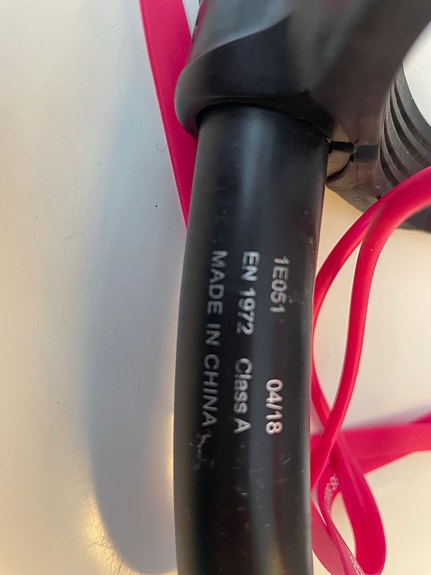 1E051 04/18
EN 1972 Class A
MADE IN CHINA